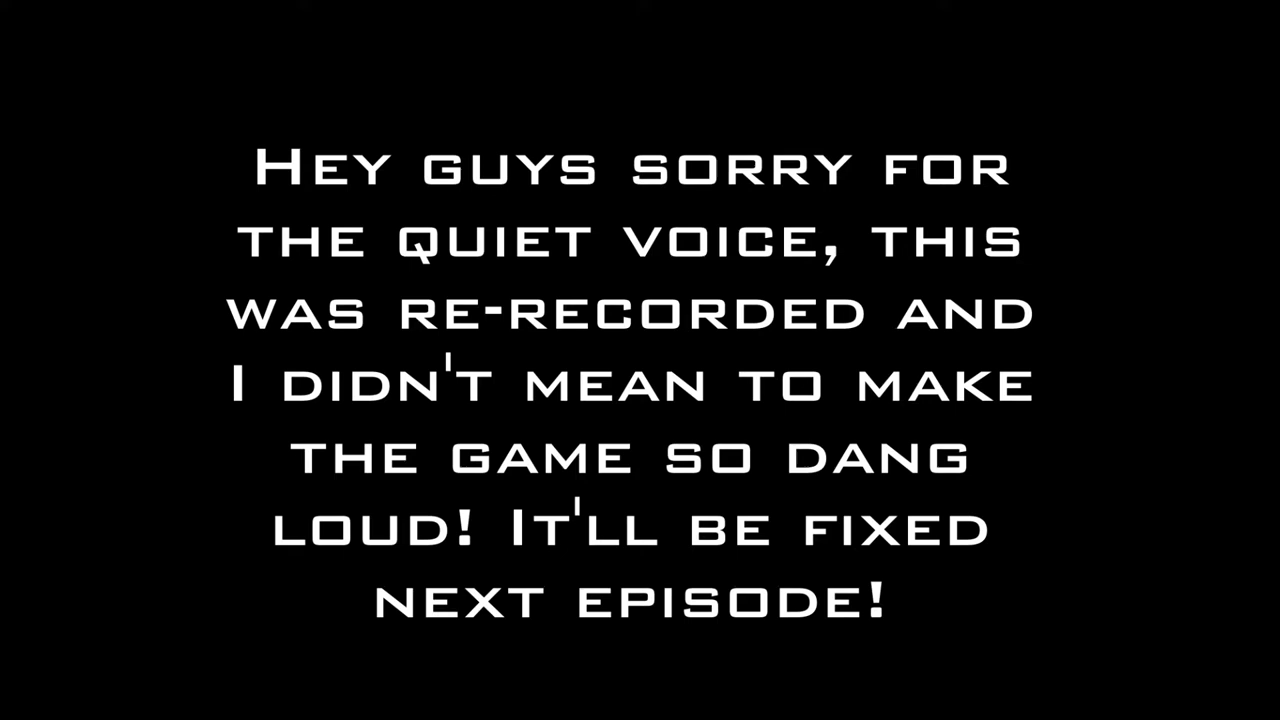 Hey guys sorry for
the quiet voice, this
was re-recorded and
I didn't mean to make
the game so dang
loud! It'll be fixed
next episode!